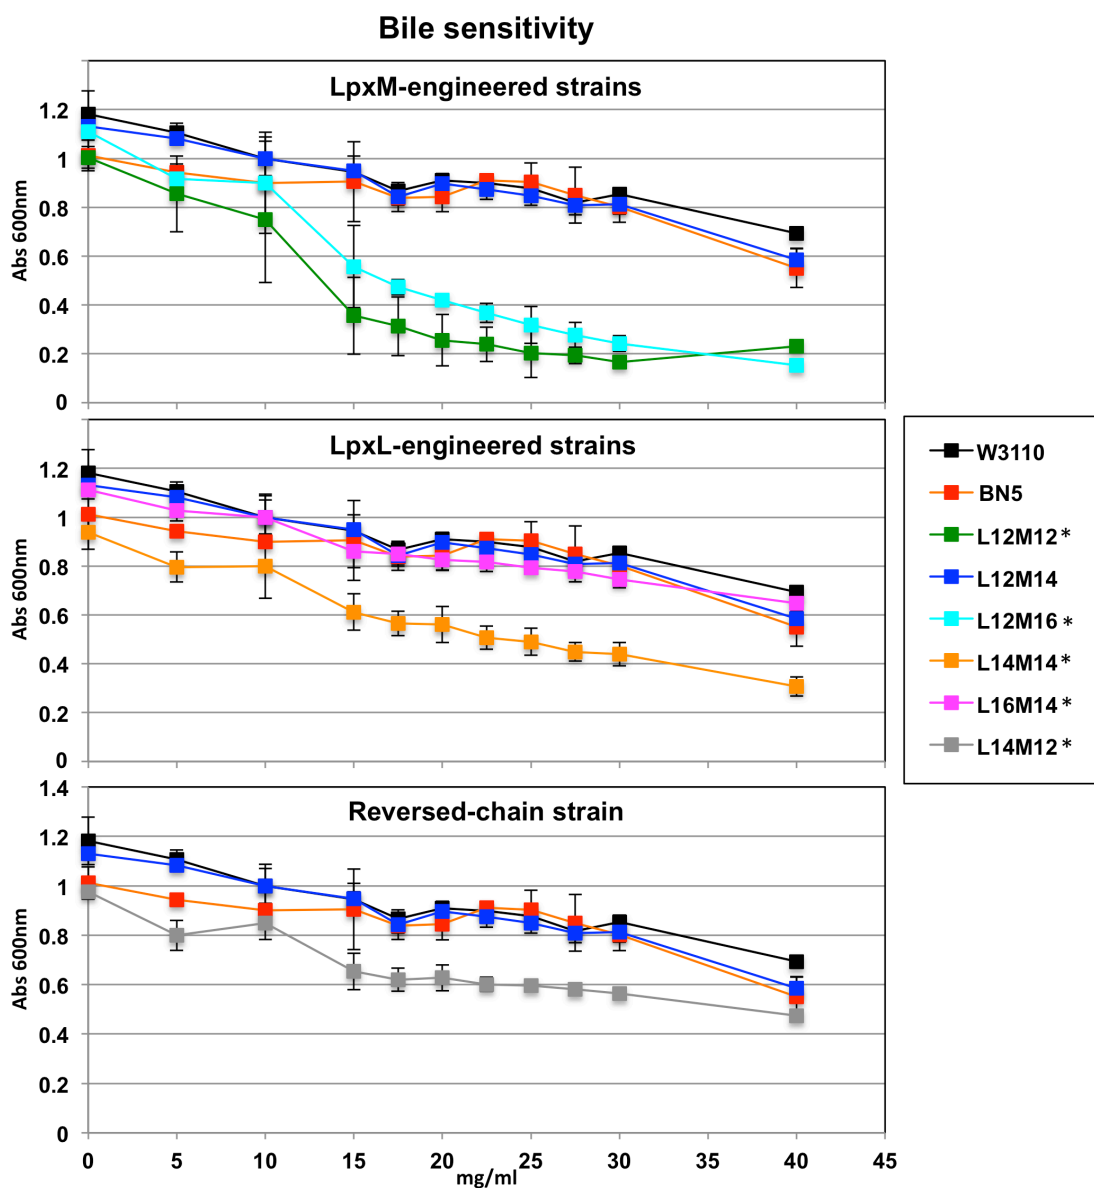 Bile sensitivity
LpxM-engineered strains
1.2
1
0.8
0.6
0.4
0.2
0
Abs 600nm
LpxL-engineered strains
1.2
1
0.8
0.6
0.4
0.2
0
Abs 600nm
W3110
BN5
L12M12*
L12M14
L12M16*
L14M14*
L16M14*
L14M12*
Reversed-chain strain
1.4
1.2
1
0.8
0.6
0.4
0.2
0
Abs 600nm
0 5 10 15 20 25 30 35 40 45
mg/ml